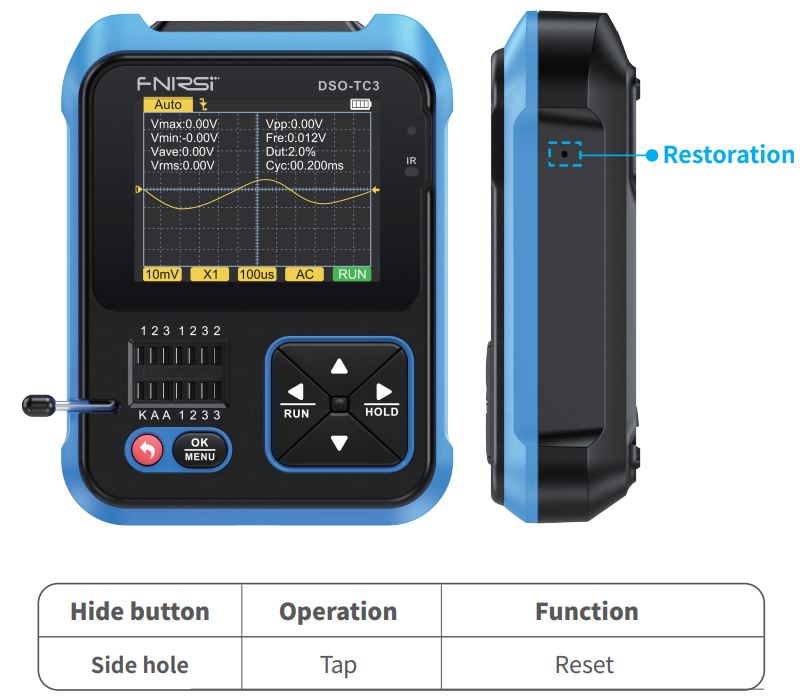 FNIRSI
DSO-TC3
Auto
Vmax:0.00V Vpp:0.00V
Vmin:-0.00V Fre:0.012V
Vave:0.00V Dut:2.0%
Vrms:0.00V Cyc:00.200ms
IR
10mV X1 100us AC RUN
1 2 3 1 2 3 2
K A A 1 2 3 3
OK
MENU
RUN
HOLD
Restoration
Hide button Operation Function
Side hole Tap Reset